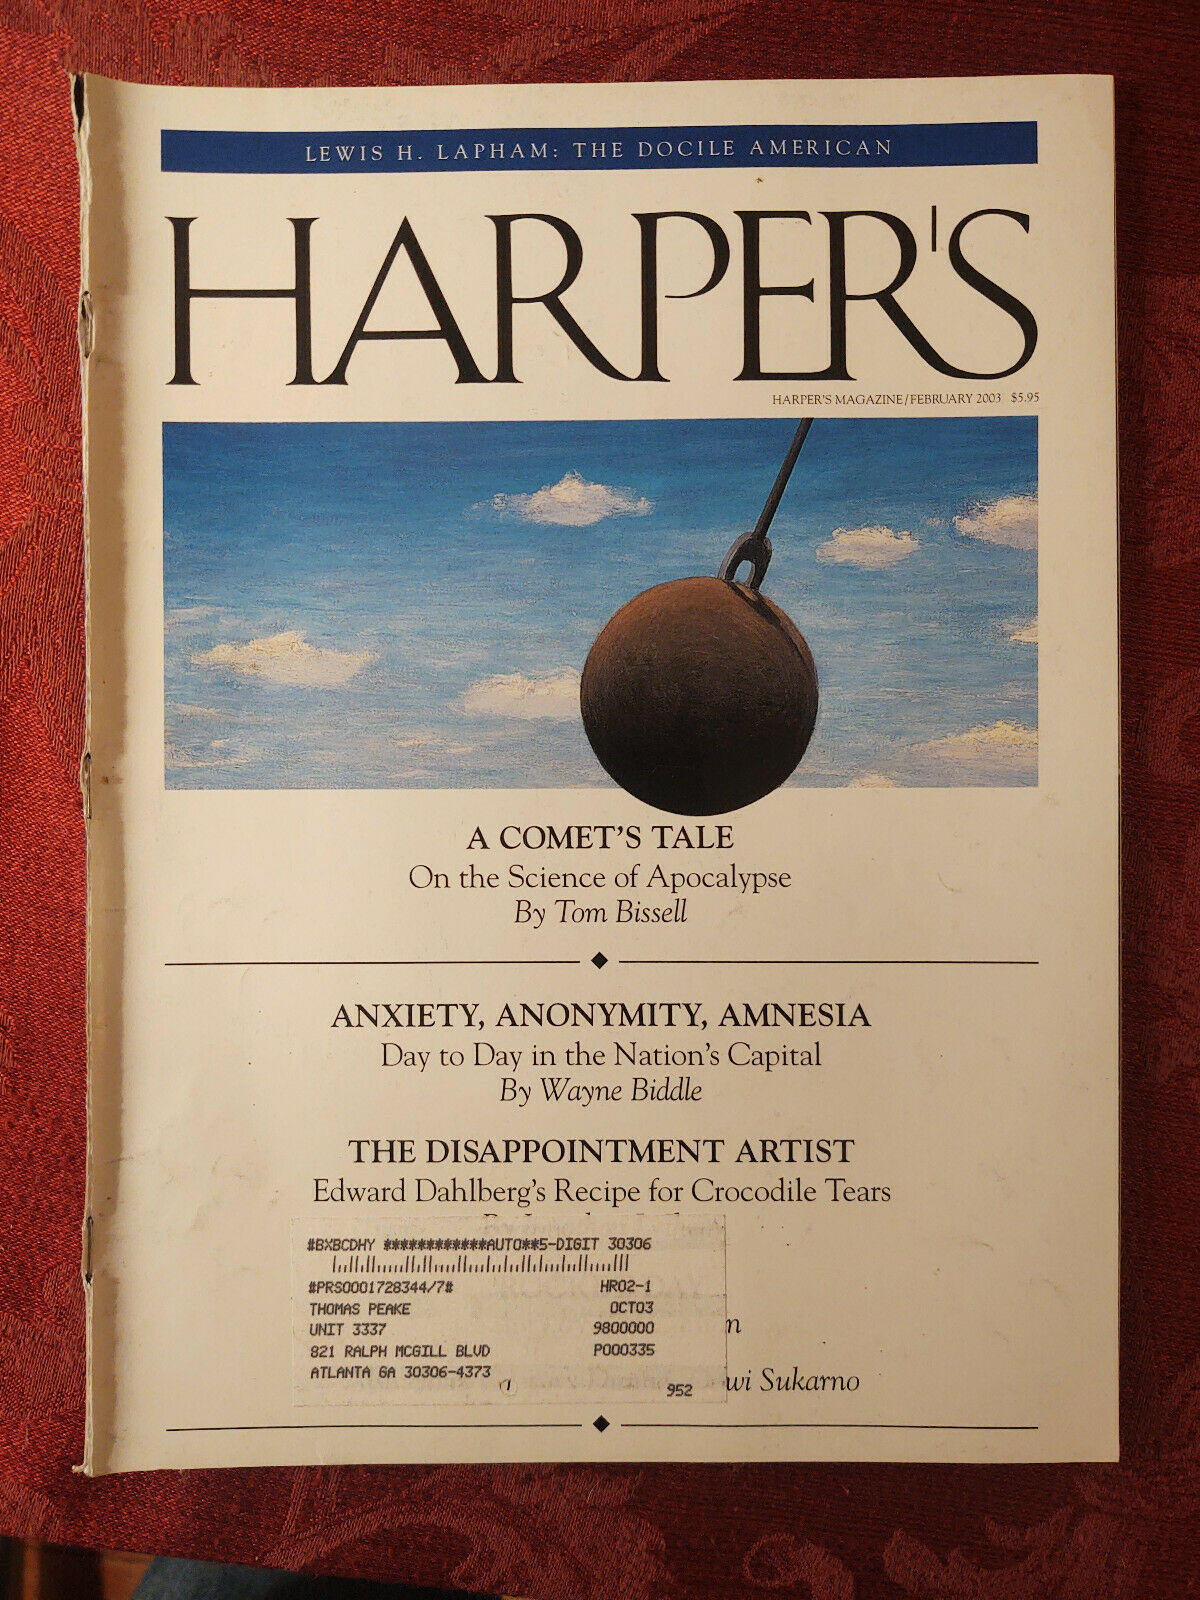 LEWIS H. LAPHAM: THE DOCILE AMERICAN
HARPER'S
HARPER'S MAGAZINE/FEBRUARY 2003 $5.95
A COMET'S TALE
On the Science of Apocalypse
By Tom Bissell
ANXIETY, ANONYMITY, AMNESIA
Day to Day in the Nation's Capital
By Wayne Biddle
THE DISAPPOINTMENT ARTIST
Edward Dahlberg's Recipe for Crocodile Tears
#BXBCDHY ************AUTO**5-DIGIT 30306
#PRS0001728344/7# HR02-1
THOMAS PEAKE OCT03
UNIT 3337 9800000
821 RALPH MCGILL BLVD P000335
ATLANTA GA 30306-4373
952
n
wi Sukarno